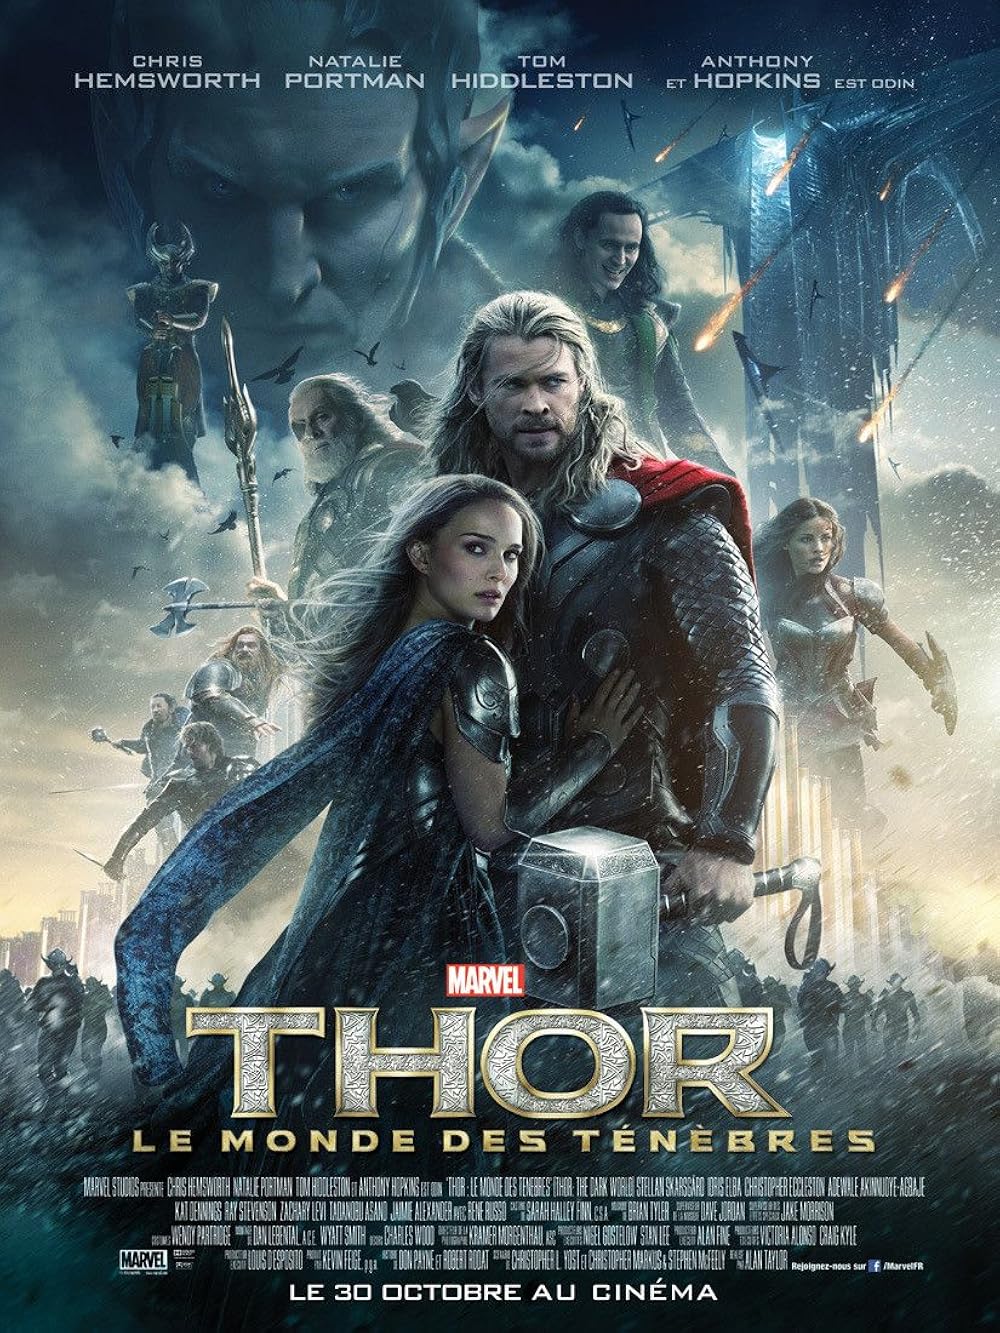 CHRIS HEMSWORTH NATALIE PORTMAN TOM HIDDLESTON ET ANTHONY HOPKINS EST ODIN
MARVEL
THOR
LE MONDE DES TÉNÈBRES
MARVEL STUDIOS PRÉSENTE CHRIS HEMSWORTH NATALIE PORTMAN TOM HIDDLESTON ET ANTHONY HOPKINS EST ODIN "THOR : LE MONDE DES TÉNÈBRES" (THOR: THE DARK WORLD) STELLAN SKARSGÅRD IDRIS ELBA CHRISTOPHER ECCLESTON ADEWALE AKINNUOYE-AGBAJE
KAT DENNINGS RAY STEVENSON ZACHARY LEVI TADANOBU ASANO JAIMIE ALEXANDER AVEC RENE RUSSO SARAH HALLEY FINN, C.S.A. BRIAN TYLER DAVE JORDAN JAKE MORRISON
WENDY PARTRIDGE DAN LEBENTAL, A.C.E. WYATT SMITH CHARLES WOOD KRAMER MORGENTHAU, ASC NIGEL GOSTELOW STAN LEE ALAN FINE VICTORIA ALONSO CRAIG KYLE
MARVEL LOUIS D'ESPOSITO KEVIN FEIGE, p.g.a. DON PAYNE ET ROBERT RODAT CHRISTOPHER L. YOST ET CHRISTOPHER MARKUS & STEPHEN McFEELY ALAN TAYLOR Rejoignez-nous sur f /MarvelFR
LE 30 OCTOBRE AU CINÉMA